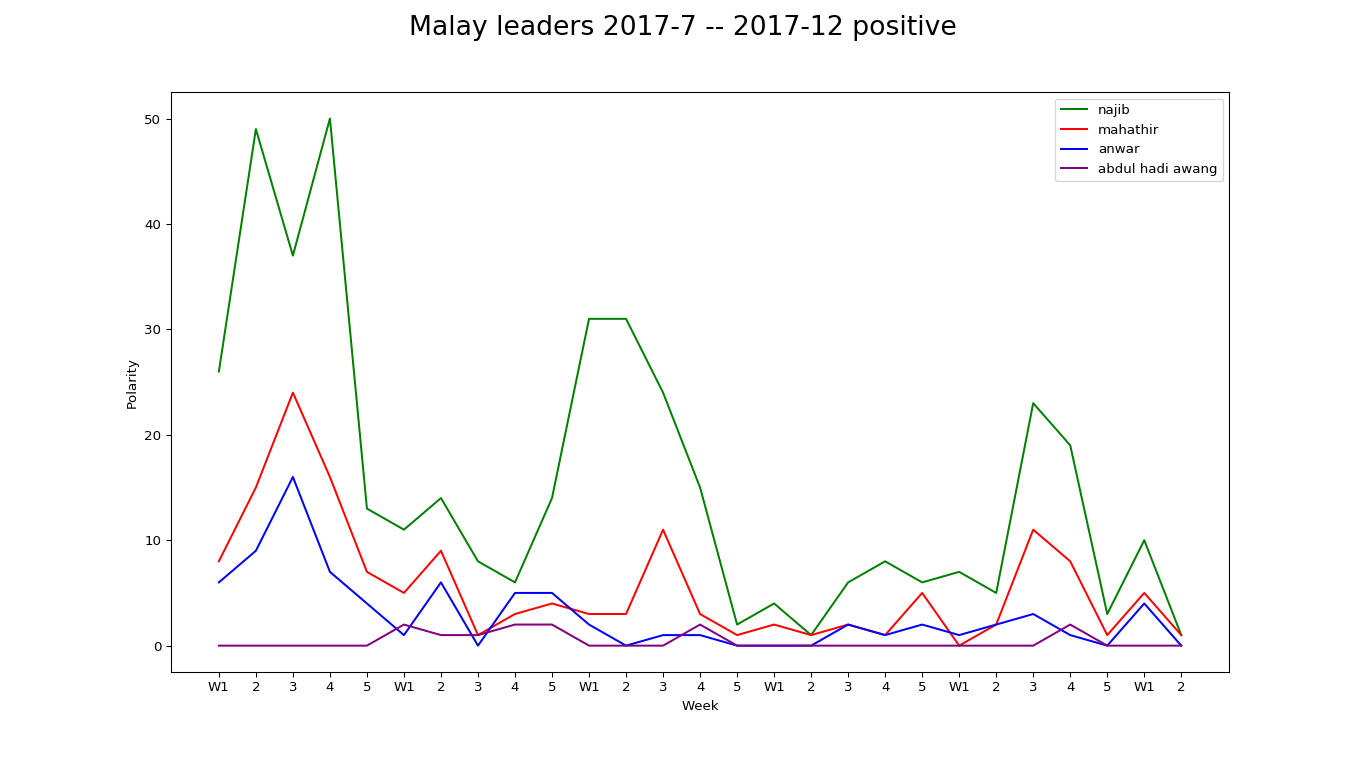 Malay leaders 2017-7 -- 2017-12 positive
najib
mahathir
anwar
abdul hadi awang
50
40
30
20
10
0
Polarity
W1 2 3 4 5 W1 2 3 4 5 W1 2 3 4 5 W1 2 3 4 5 W1 2 3 4 5 W1 2
Week